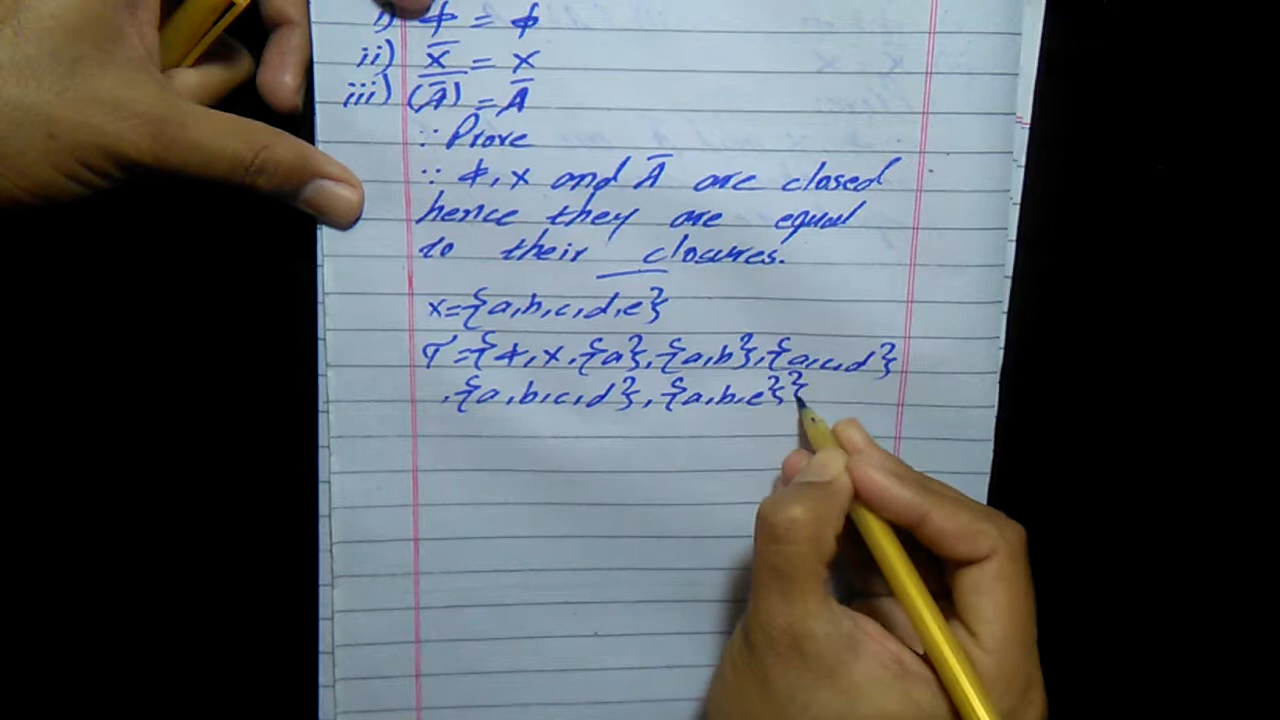 i) ϕ = ϕ
ii) X̅ = X
iii) (A̅)̅ = A̅
∵ Prove
∵ ϕ, X and A̅ are closed
hence they are equal
to their closures.
X={a,b,c,d,e}
τ={ϕ,X,{a},{a,b},{a,c,d}
,{a,b,c,d},{a,b,e}}